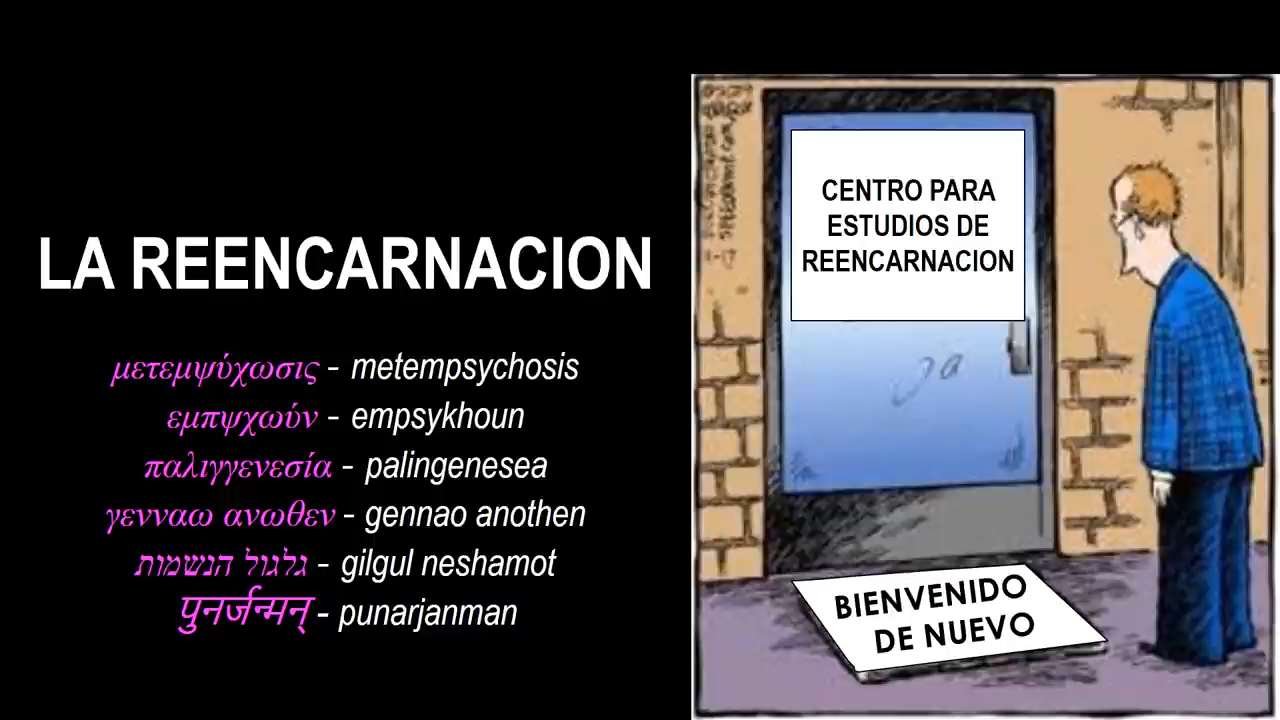 LA REENCARNACION
μετεμψύχωσις - metempsychosis
εμπψχωύν - empsykhoun
παλιγγενεσία - palingenesea
γενναω ανωθεν - gennao anothen
גלגול הנשמות - gilgul neshamot
पुनर्जन्मन् - punarjanman
CENTRO PARA
ESTUDIOS DE
REENCARNACION
BIENVENIDO
DE NUEVO